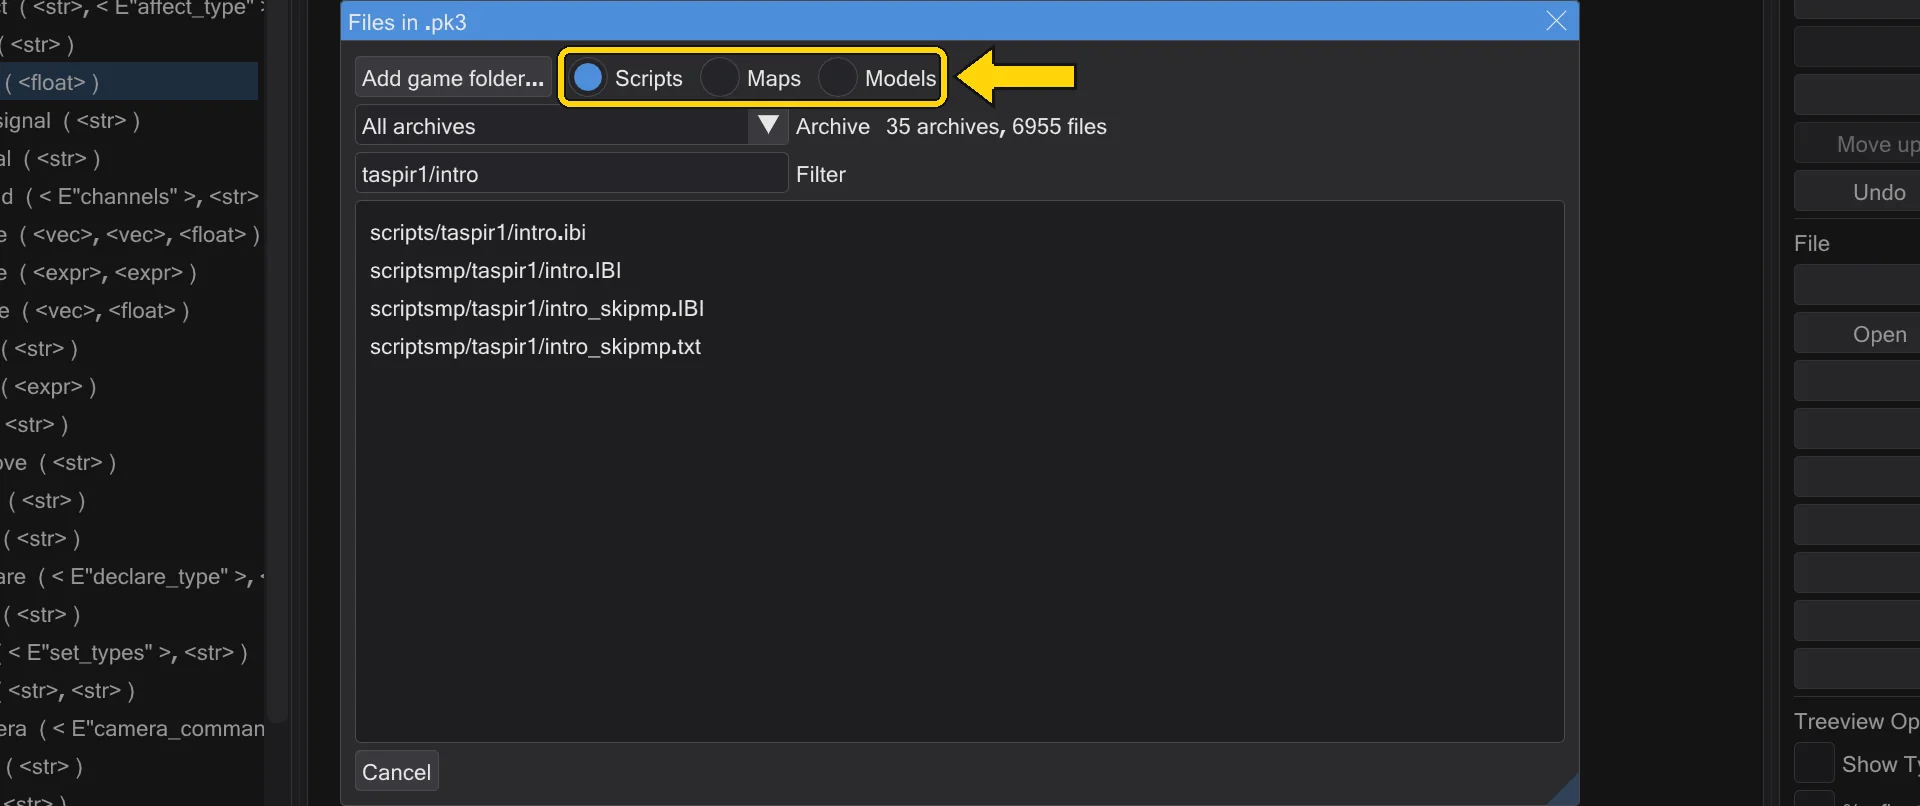 Files in .pk3
Add game folder... Scripts Maps Models
All archives Archive 35 archives, 6955 files
taspir1/intro Filter
scripts/taspir1/intro.ibi
scriptsmp/taspir1/intro.IBI
scriptsmp/taspir1/intro_skipmp.IBI
scriptsmp/taspir1/intro_skipmp.txt
Cancel
( <str>, < E"affect_type" >
( <str> )
( <float> )
signal ( <str> )
al ( <str> )
d ( < E"channels" >, <str>
e ( <vec>, <vec>, <float> )
e ( <expr>, <expr> )
e ( <vec>, <float> )
( <str> )
( <expr> )
<str> )
ove ( <str> )
( <str> )
( <str> )
are ( < E"declare_type" >, <
( <str> )
( < E"set_types" >, <str> )
( <str>, <str> )
era ( < E"camera_comman
( <str> )
<str> )
Move up
Undo
File
Open
Treeview Op
Show Ty